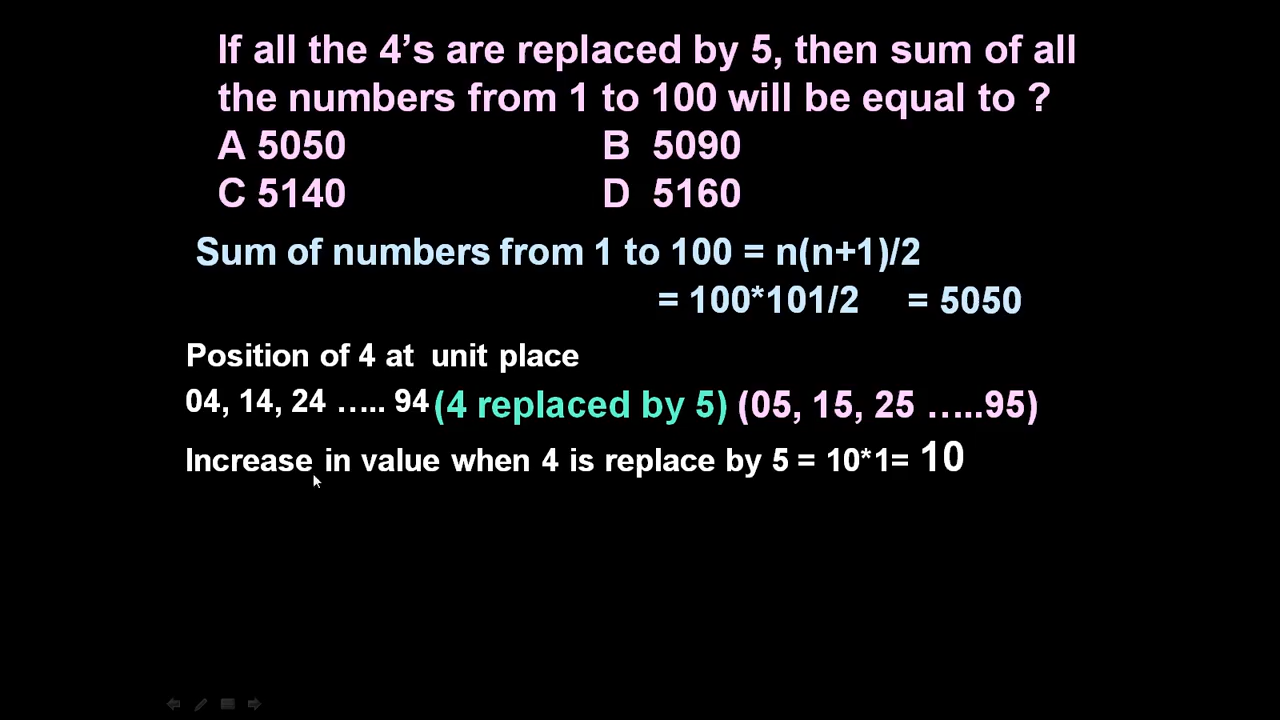 If all the 4’s are replaced by 5, then sum of all
the numbers from 1 to 100 will be equal to ?
A 5050 B 5090
C 5140 D 5160
Sum of numbers from 1 to 100 = n(n+1)/2
= 100*101/2 = 5050
Position of 4 at unit place
04, 14, 24 ….. 94 (4 replaced by 5) (05, 15, 25 …..95)
Increase in value when 4 is replace by 5 = 10*1= 10